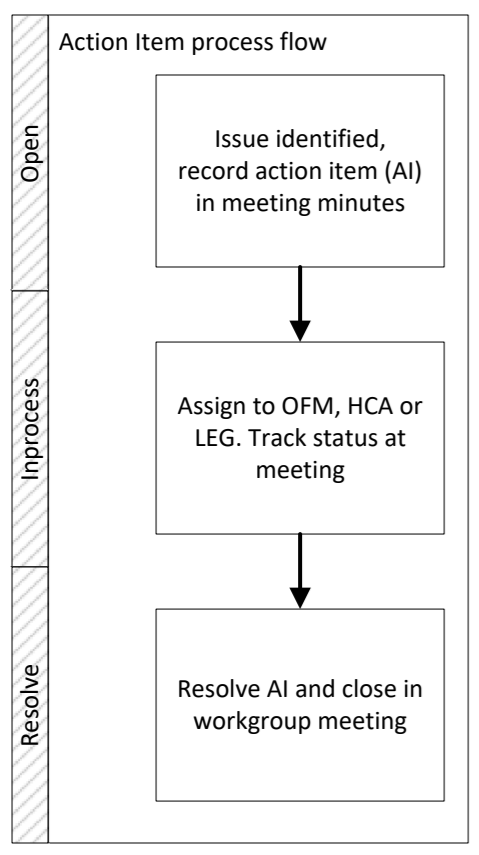 Action Item process flow
Open
Issue identified,
record action item (AI)
in meeting minutes
Inprocess
Assign to OFM, HCA or
LEG. Track status at
meeting
Resolve
Resolve AI and close in
workgroup meeting